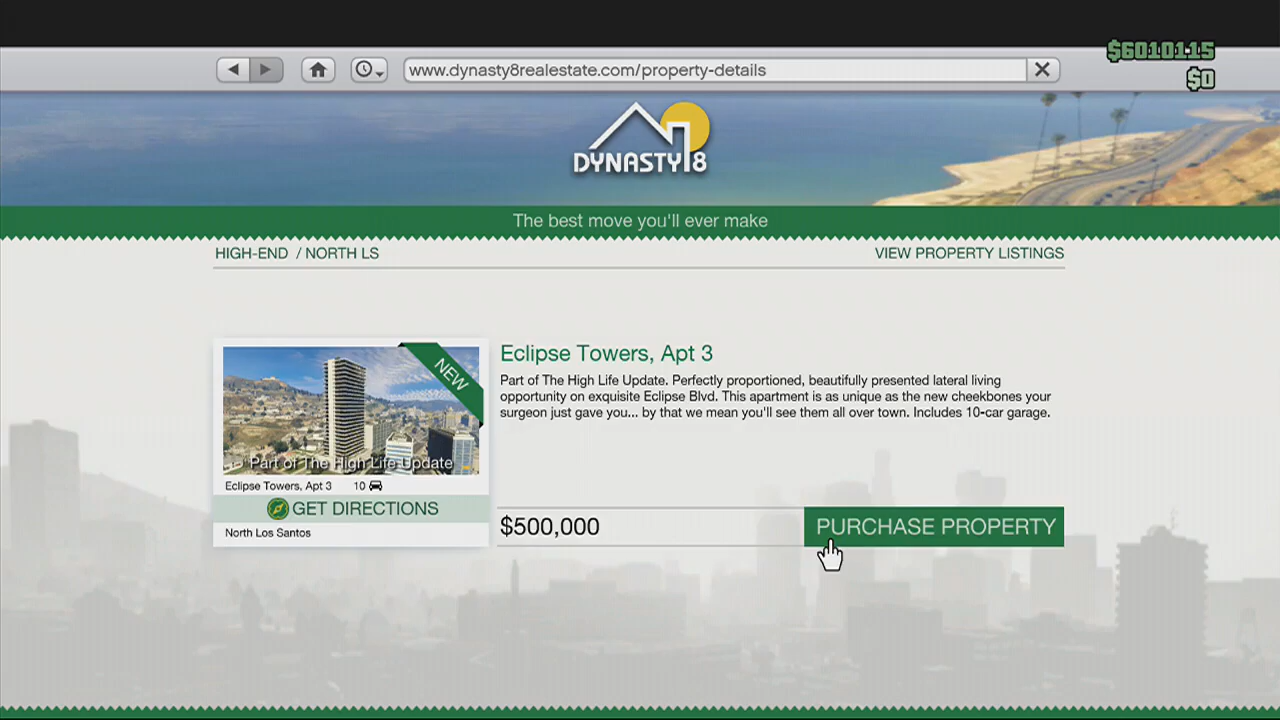 $6010115
www.dynasty8realestate.com/property-details
$0
DYNASTY 8
The best move you'll ever make
HIGH-END / NORTH LS
VIEW PROPERTY LISTINGS
NEW
Part of The High Life Update
Eclipse Towers, Apt 3 10
GET DIRECTIONS
North Los Santos
Eclipse Towers, Apt 3
Part of The High Life Update. Perfectly proportioned, beautifully presented lateral living
opportunity on exquisite Eclipse Blvd. This apartment is as unique as the new cheekbones your
surgeon just gave you... by that we mean you'll see them all over town. Includes 10-car garage.
$500,000
PURCHASE PROPERTY